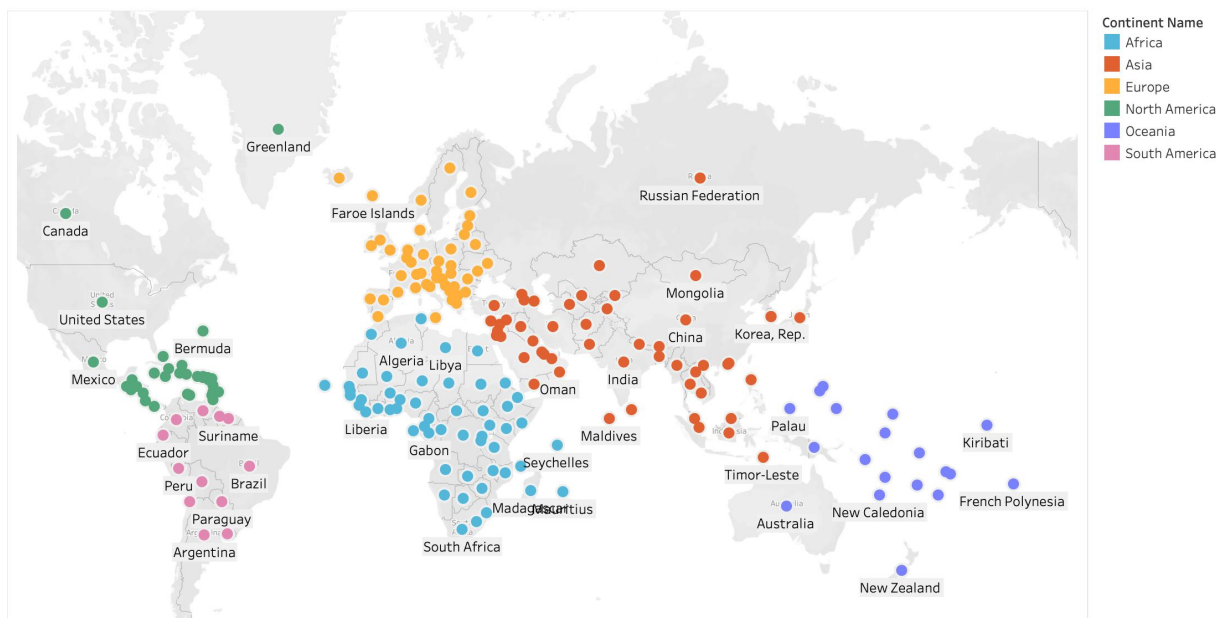 Continent Name
Africa
Asia
Europe
North America
Oceania
South America
Greenland
Faroe Islands
Russian Federation
Canada
Mongolia
United States
China
Korea, Rep.
Bermuda
Algeria
Libya
Mexico
India
Oman
Liberia
Suriname
Maldives
Palau
Kiribati
Ecuador
Gabon
Seychelles
Timor-Leste
Peru
Brazil
French Polynesia
Madagascar
Mauritius
New Caledonia
Paraguay
Australia
South Africa
Argentina
New Zealand